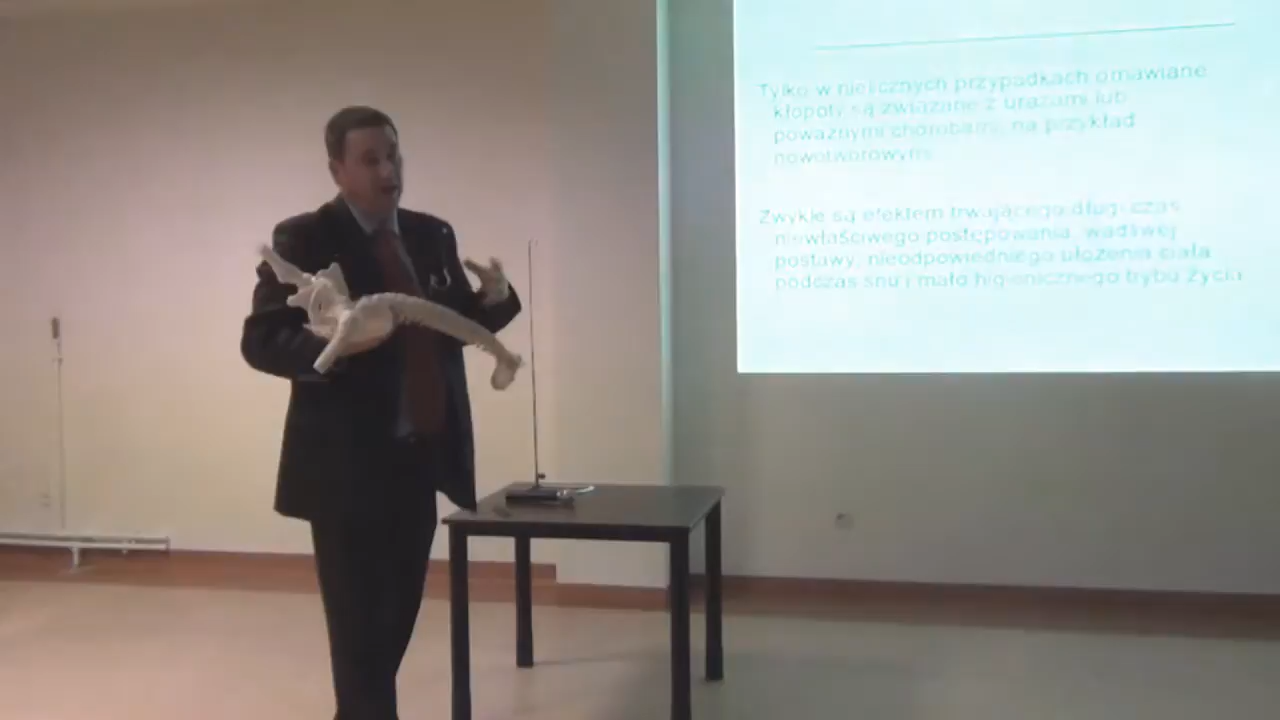 Tylko w nielicznych przypadkach omawiane
kłopoty są związane z urazami lub
poważnymi chorobami, na przykład
nowotworowymi.
Zwykle są efektem trwającego długi czas
niewłaściwego postępowania, wadliwej
postawy, nieodpowiedniego ułożenia ciała
podczas snu i mało higienicznego trybu życia.